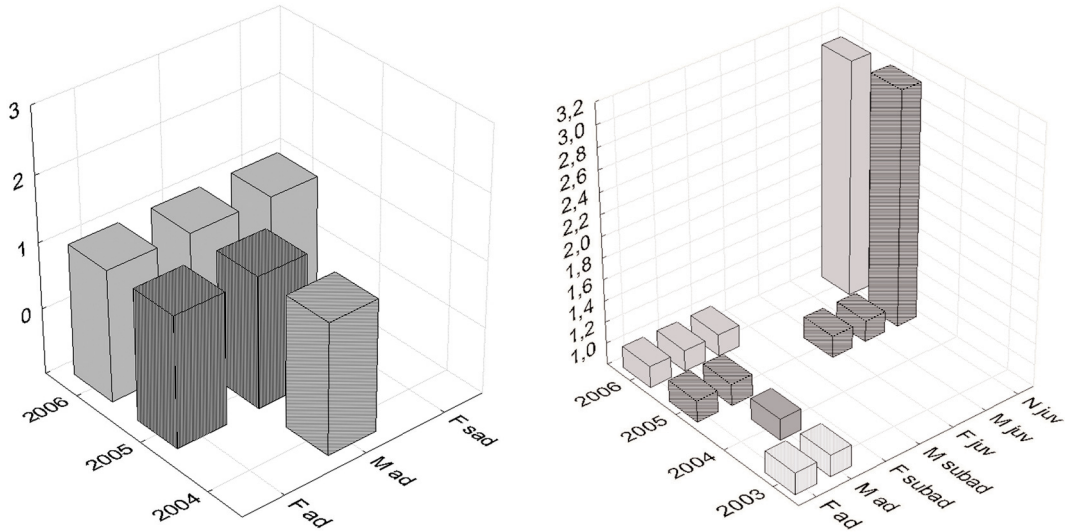 3
2
1
0
2006
2005
2004
F ad
M ad
F sad
3,2
3,0
2,8
2,6
2,4
2,2
2,0
1,8
1,6
1,4
1,2
1,0
2006
2005
2004
2003
F ad
M ad
F subad
M subad
F juv
M juv
N juv